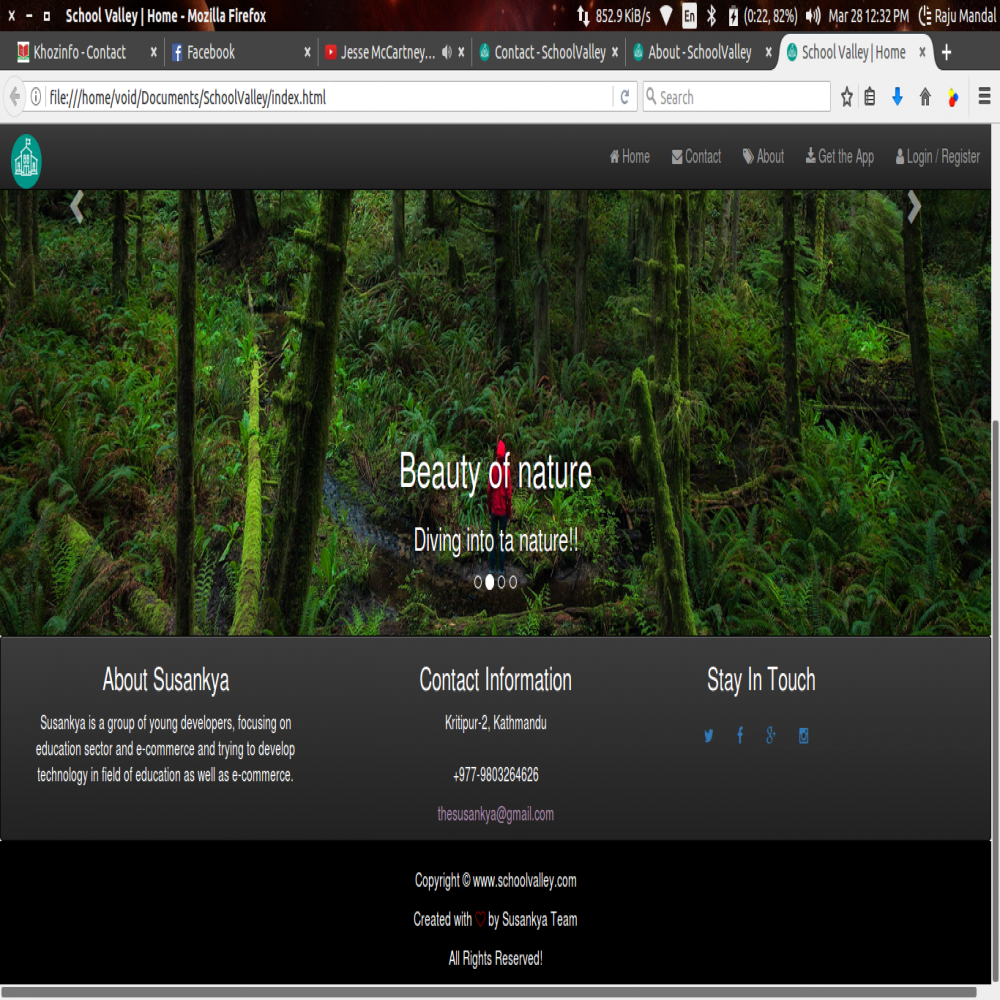 School Valley | Home - Mozilla Firefox
852.9 KiB/s En (0:22, 82%) Mar 28 12:32 PM Raju Mandal
Khozinfo - Contact
Facebook
Jesse McCartney...
Contact - SchoolValley
About - SchoolValley
School Valley | Home
file:///home/void/Documents/SchoolValley/index.html
Search
Home
Contact
About
Get the App
Login / Register
Beauty of nature
Diving into ta nature!!
About Susankya
Susankya is a group of young developers, focusing on
education sector and e-commerce and trying to develop
technology in field of education as well as e-commerce.
Contact Information
Kritipur-2, Kathmandu
+977-9803264626
thesusankya@gmail.com
Stay In Touch
Copyright © www.schoolvalley.com
Created with ♡ by Susankya Team
All Rights Reserved!